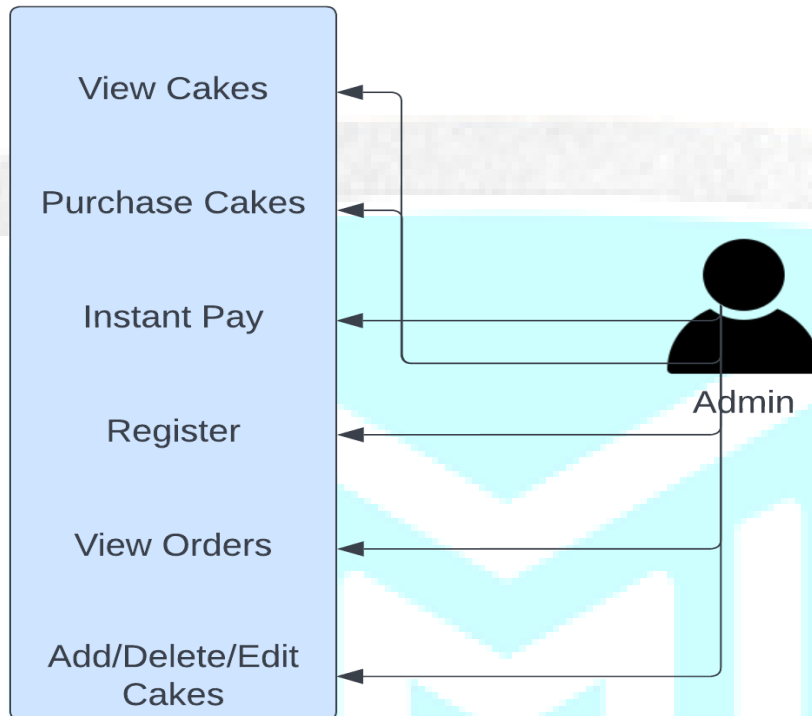 View Cakes
Purchase Cakes
Instant Pay
Register
View Orders
Add/Delete/Edit
Cakes
Admin